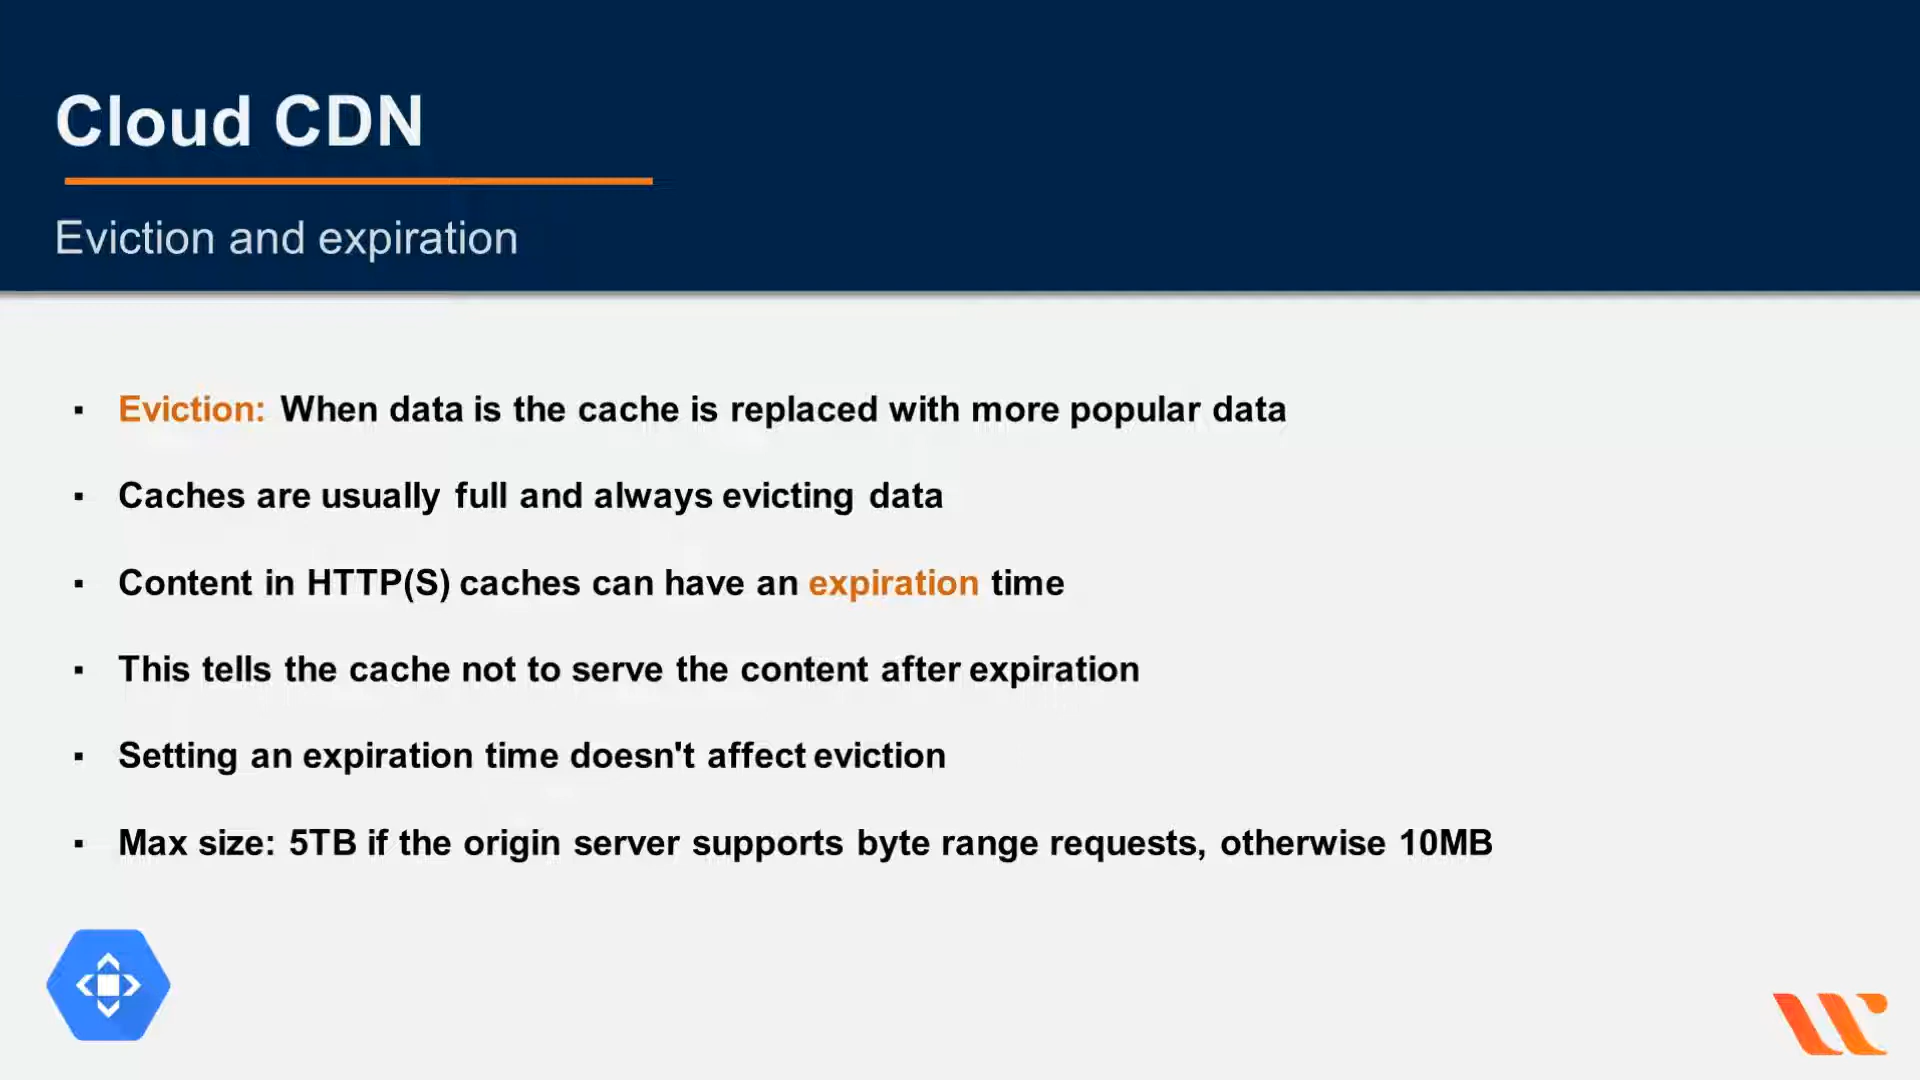 Cloud CDN
Eviction and expiration
▪ Eviction: When data is the cache is replaced with more popular data
▪ Caches are usually full and always evicting data
▪ Content in HTTP(S) caches can have an expiration time
▪ This tells the cache not to serve the content after expiration
▪ Setting an expiration time doesn't affect eviction
▪ Max size: 5TB if the origin server supports byte range requests, otherwise 10MB